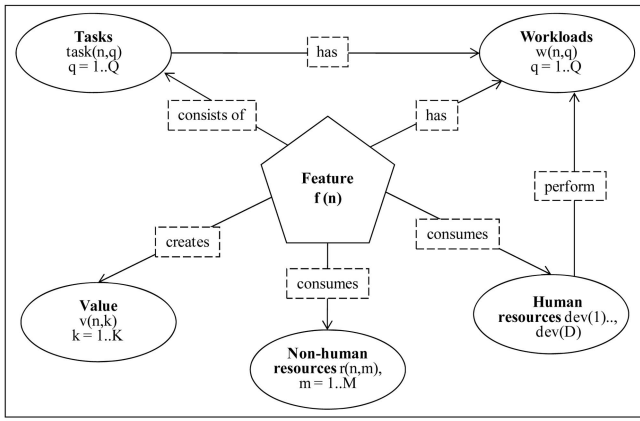 Tasks
task(n,q)
q = 1..Q
has
Workloads
w(n,q)
q = 1..Q
consists of
has
Feature
f (n)
perform
creates
consumes
consumes
Value
v(n,k)
k = 1..K
Non-human
resources r(n,m),
m = 1..M
Human
resources dev(1)..,
dev(D)